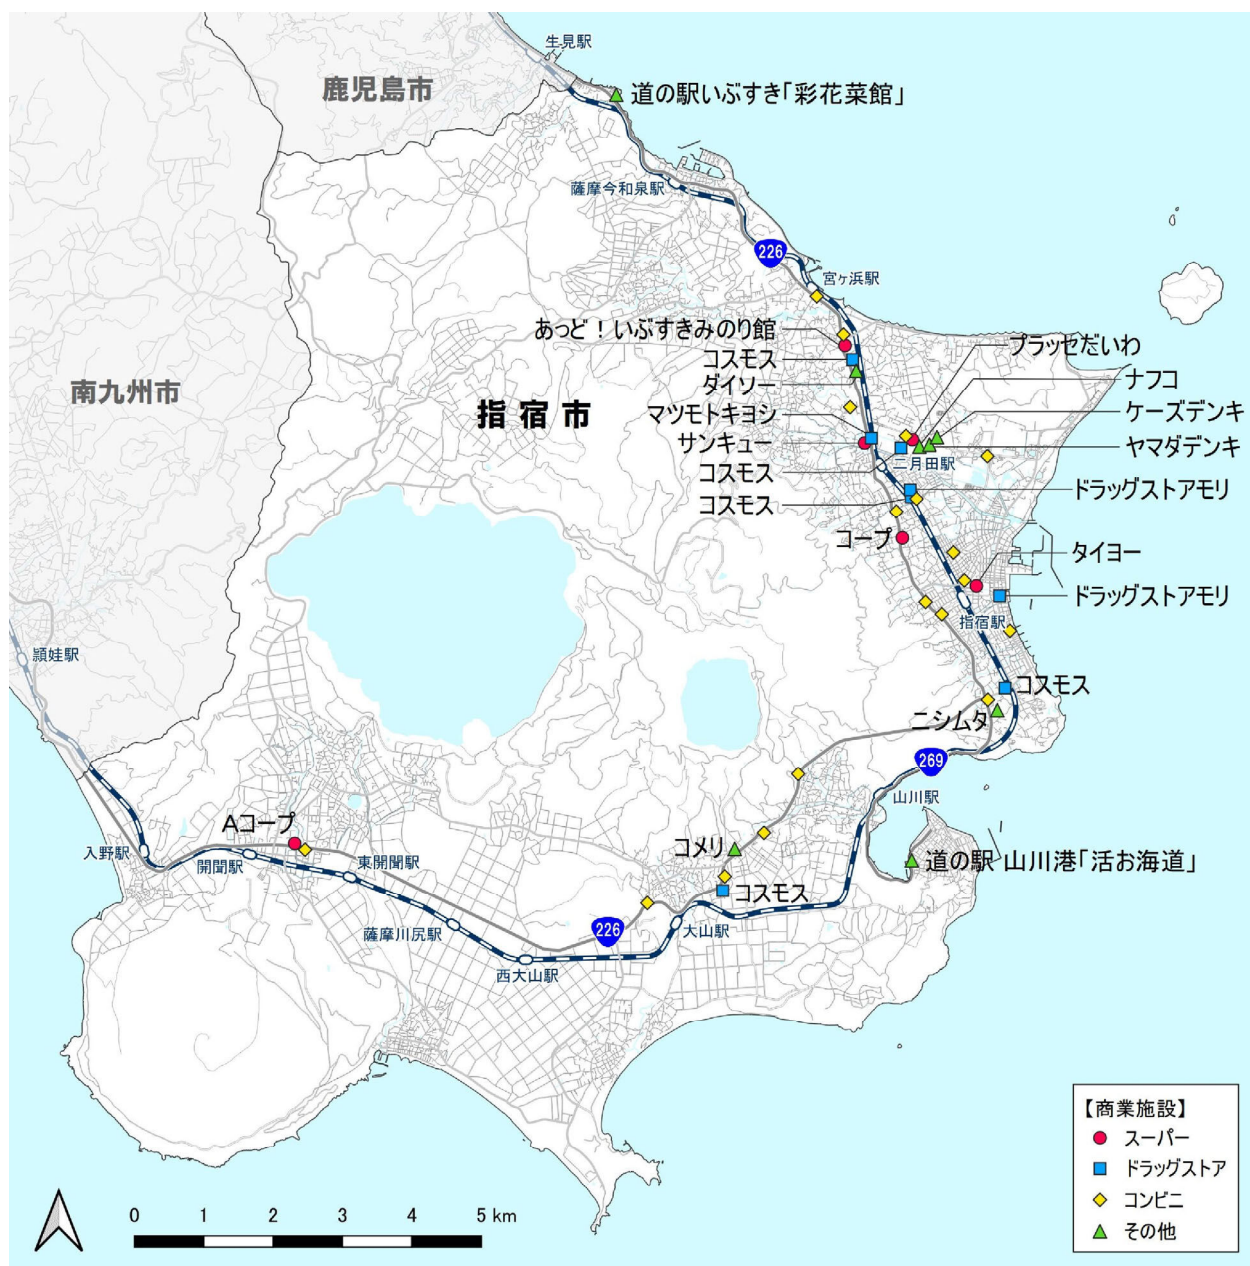 生見駅
鹿児島市
道の駅いぶすき「彩花菜館」
薩摩今和泉駅
226
宮ヶ浜駅
あっど！いぶすきみのり館
プラッセだいわ
コスモス
ナフコ
ダイソー
南九州市
指宿市
マツモトキヨシ
ケーズデンキ
サンキュー
ヤマダデンキ
二月田駅
コスモス
ドラッグストアモリ
コスモス
コープ
タイヨー
ドラッグストアモリ
指宿駅
頴娃駅
コスモス
ニシムタ
269
山川駅
Aコープ
入野駅
開聞駅
東開聞駅
コメリ
道の駅 山川港「活お海道」
コスモス
薩摩川尻駅
226
大山駅
西大山駅
【商業施設】
スーパー
ドラッグストア
コンビニ
その他
0 1 2 3 4 5 km